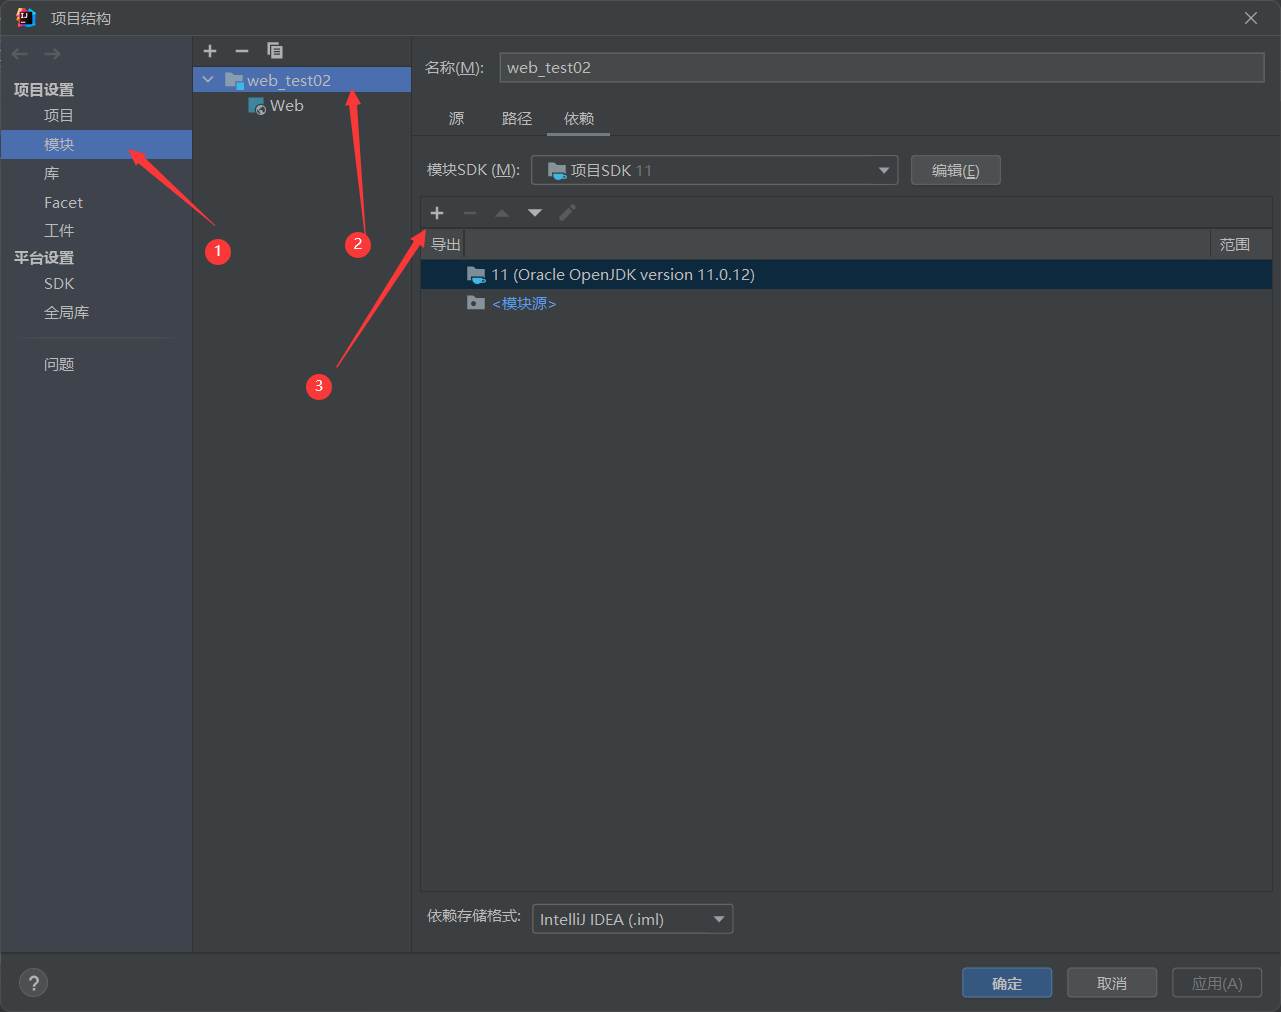 项目结构
项目设置
项目
模块
库
Facet
工件
平台设置
SDK
全局库
问题
web_test02
Web
名称(M):
web_test02
源 路径 依赖
模块SDK (M): 项目SDK 11 编辑(E)
导出 范围
11 (Oracle OpenJDK version 11.0.12)
<模块源>
1
2
3
依赖存储格式: IntelliJ IDEA (.iml)
?
确定 取消 应用(A)